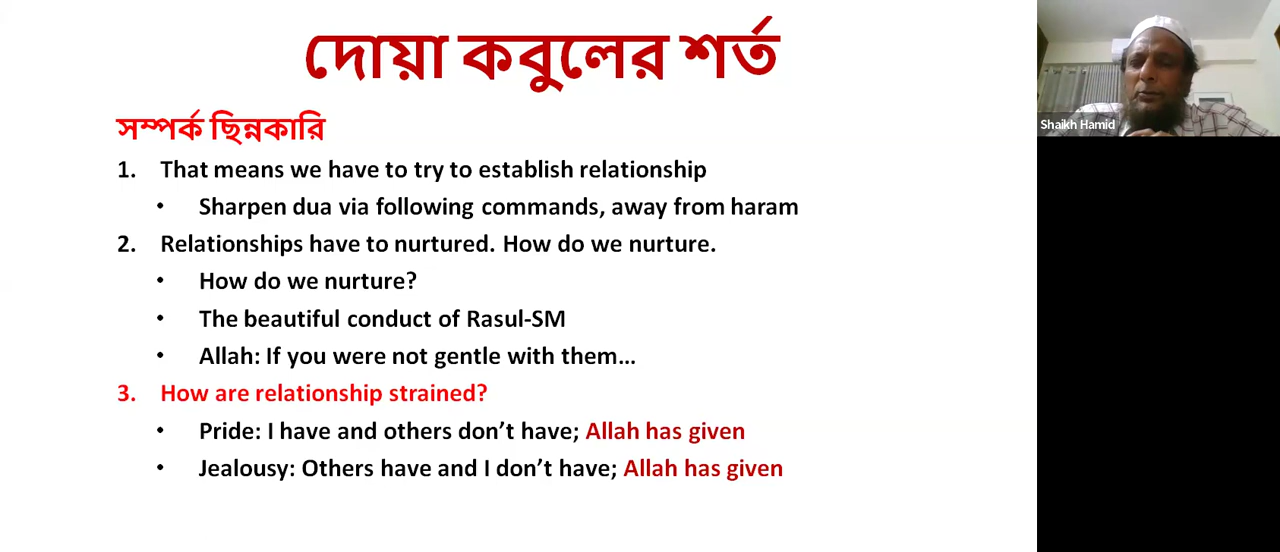 দোয়া কবুলের শর্ত
সম্পর্ক ছিন্নকারি
1. That means we have to try to establish relationship
• Sharpen dua via following commands, away from haram
2. Relationships have to nurtured. How do we nurture.
• How do we nurture?
• The beautiful conduct of Rasul-SM
• Allah: If you were not gentle with them…
3. How are relationship strained?
• Pride: I have and others don’t have; Allah has given
• Jealousy: Others have and I don’t have; Allah has given
Shaikh Hamid